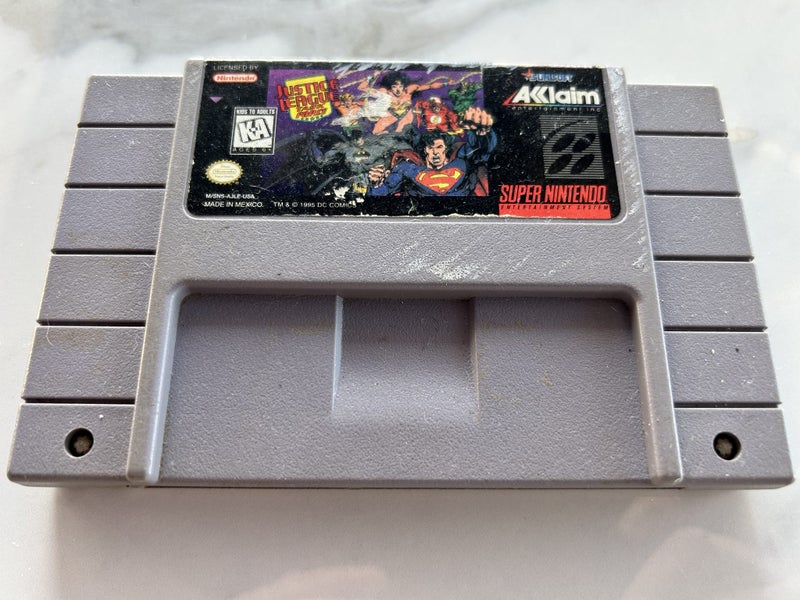 LICENSED BY
Nintendo
KIDS TO ADULTS
K-A
AGES 6+
M/SNS-AJLE-USA
MADE IN MEXICO.
TM & © 1995 DC COMICS
JUSTICE
LEAGUE
TASK
FORCE
SUNSOFT
AKKlaim
entertainment inc.
SUPER NINTENDO
ENTERTAINMENT SYSTEM